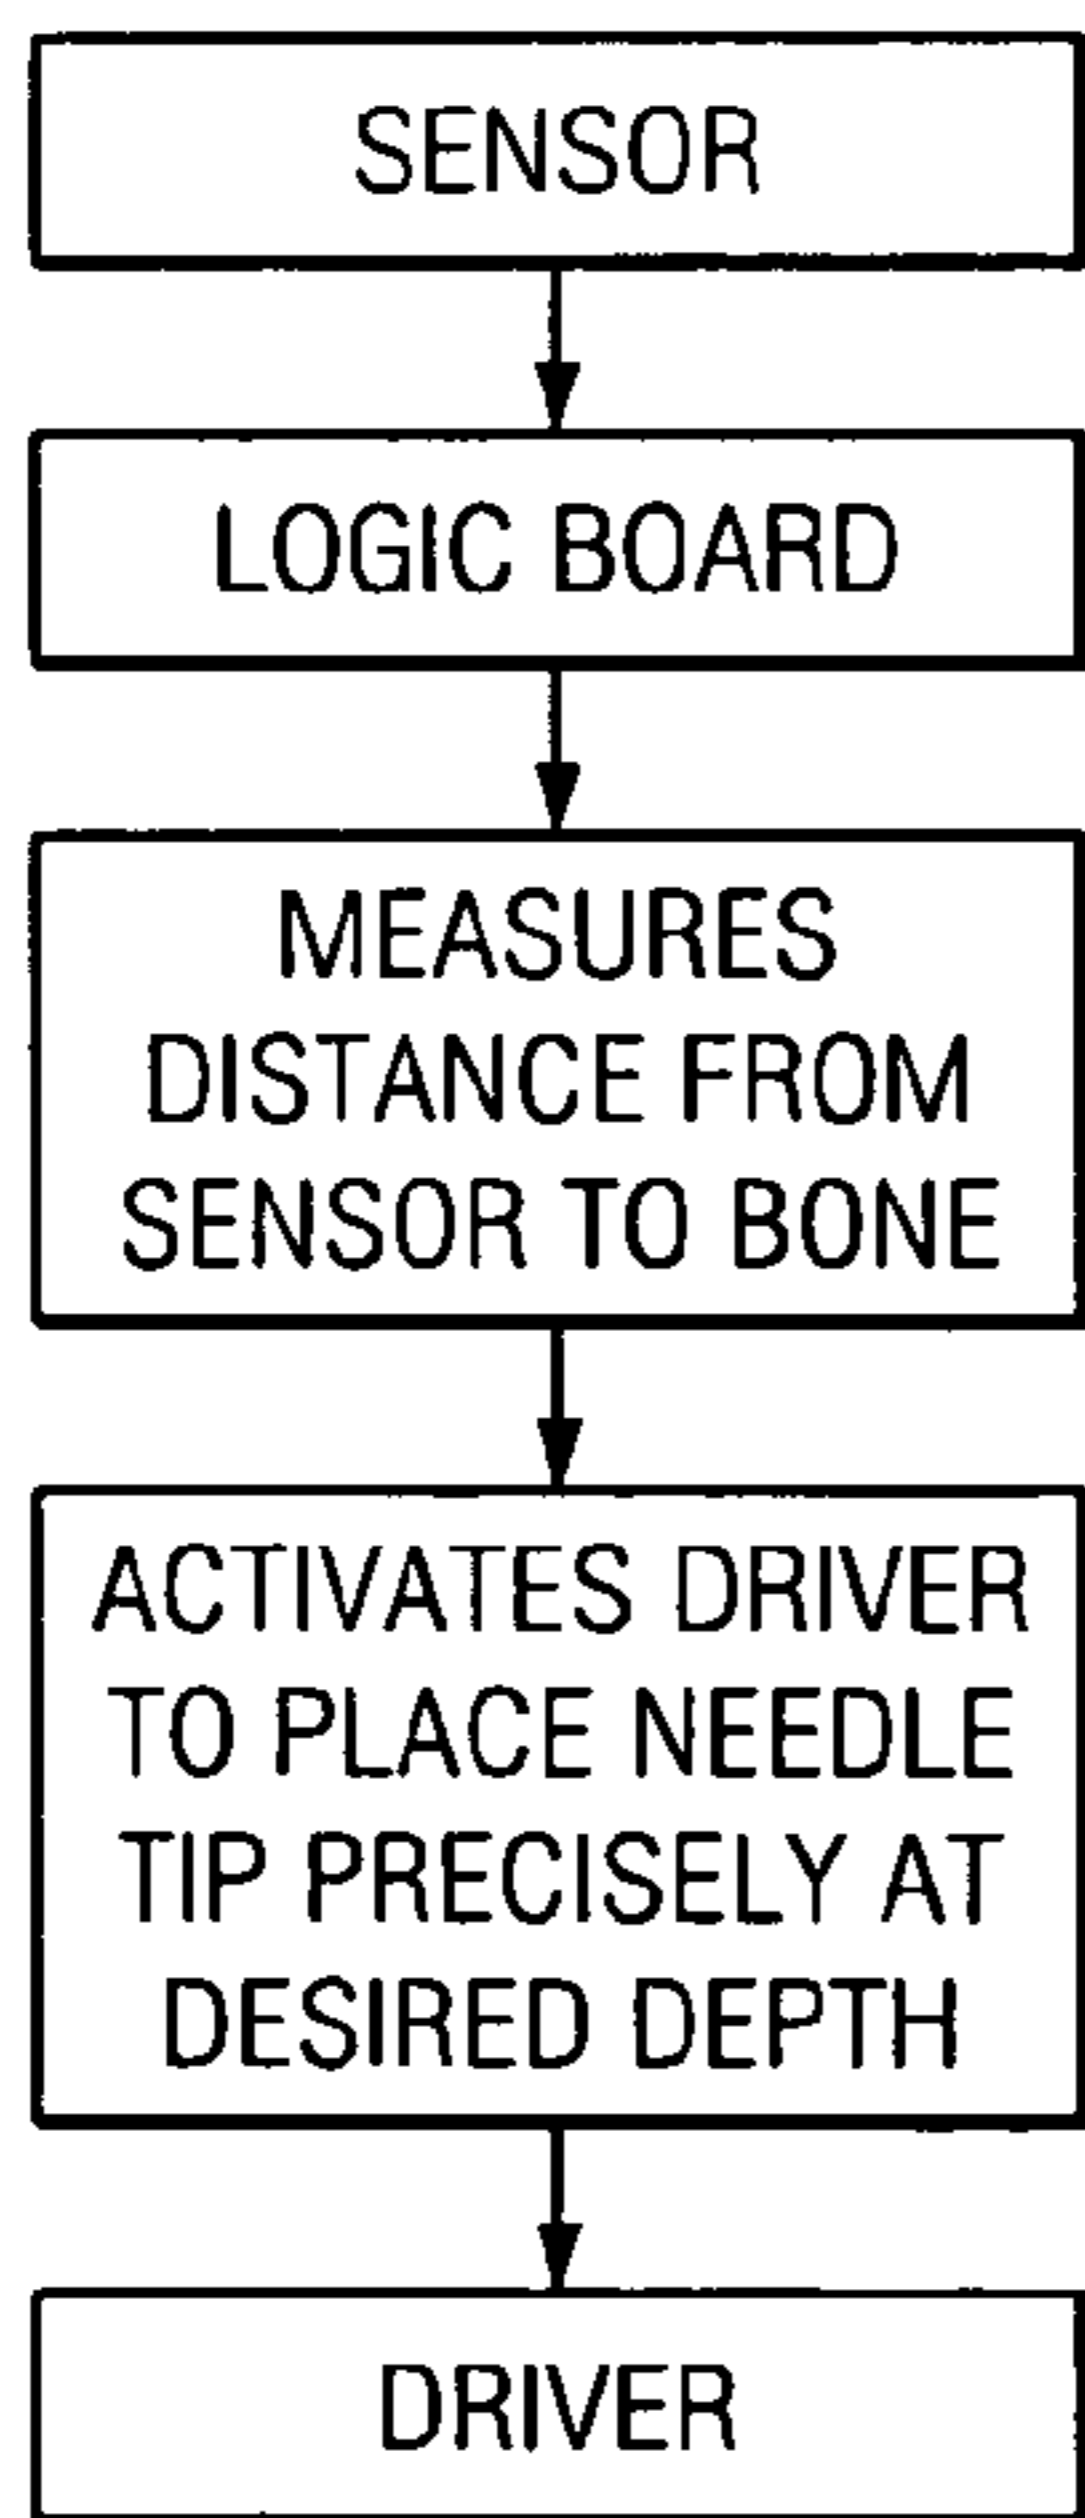 SENSOR
LOGIC BOARD
MEASURES
DISTANCE FROM
SENSOR TO BONE
ACTIVATES DRIVER
TO PLACE NEEDLE
TIP PRECISELY AT
DESIRED DEPTH
DRIVER